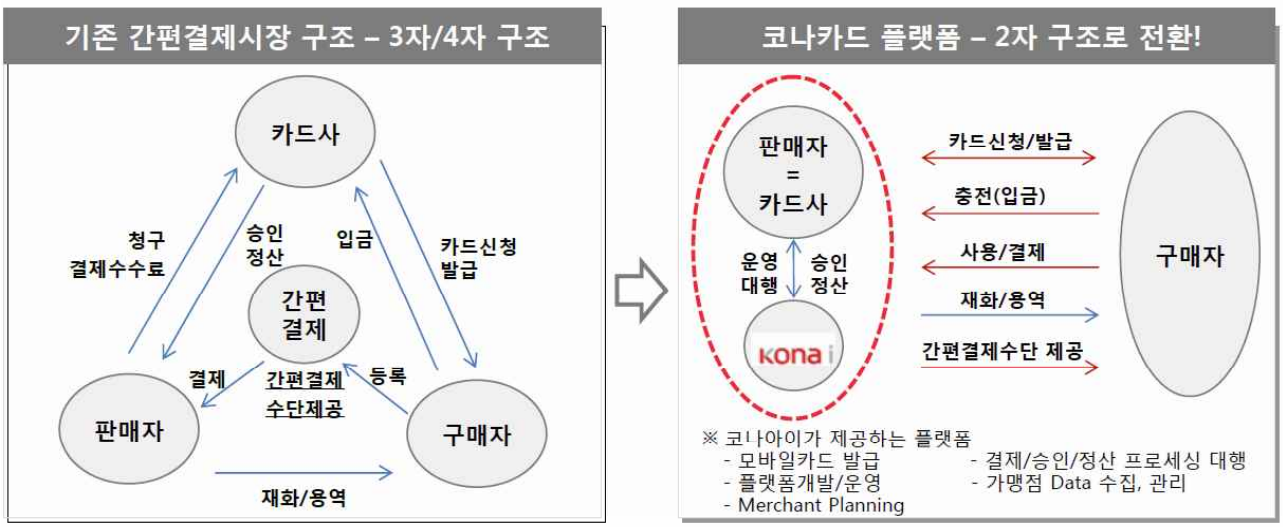 기존 간편결제시장 구조 – 3자/4자 구조
카드사
청구
결제수수료
승인
정산
입금
카드신청
발급
간편
결제
결제
간편결제
수단제공
등록
판매자
구매자
재화/용역
코나카드 플랫폼 – 2자 구조로 전환!
판매자
=
카드사
운영
대행
승인
정산
кona i
카드신청/발급
충전(입금)
사용/결제
재화/용역
간편결제수단 제공
구매자
※ 코나아이가 제공하는 플랫폼
- 모바일카드 발급
- 플랫폼개발/운영
- Merchant Planning
- 결제/승인/정산 프로세싱 대행
- 가맹점 Data 수집, 관리